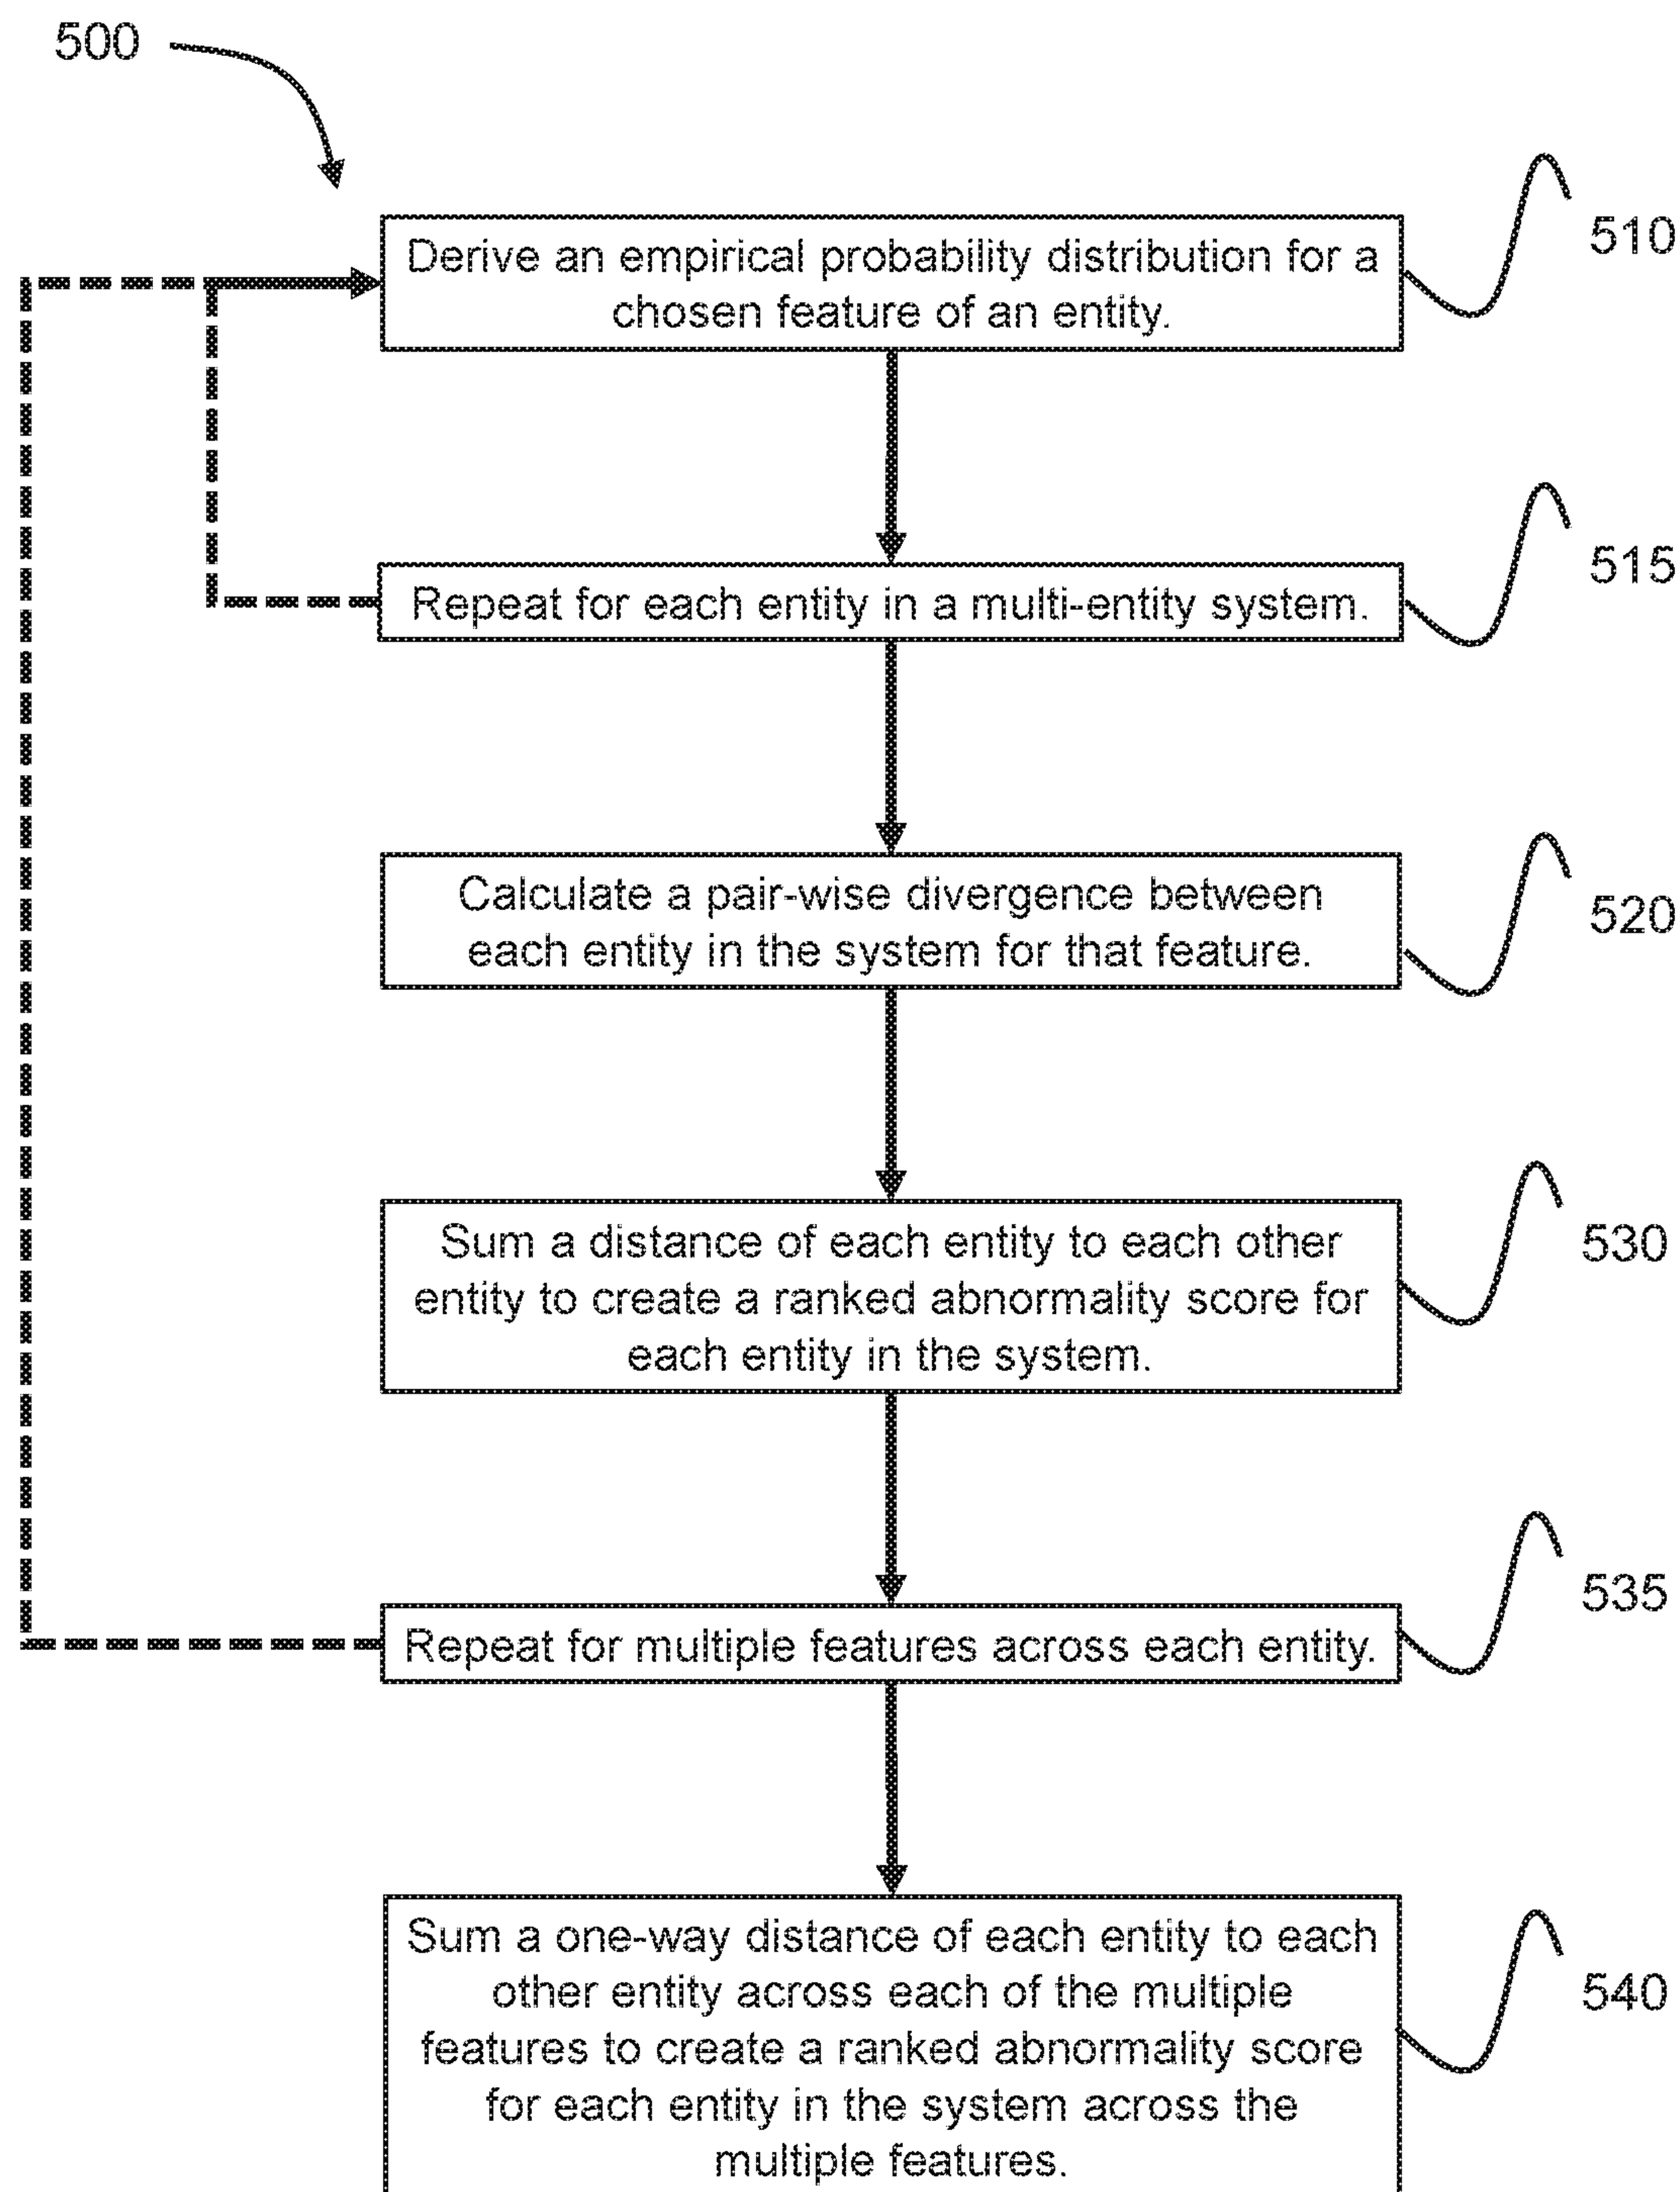 500
Derive an empirical probability distribution for a
chosen feature of an entity.
510
Repeat for each entity in a multi-entity system.
515
Calculate a pair-wise divergence between
each entity in the system for that feature.
520
Sum a distance of each entity to each other
entity to create a ranked abnormality score for
each entity in the system.
530
Repeat for multiple features across each entity.
535
Sum a one-way distance of each entity to each
other entity across each of the multiple
features to create a ranked abnormality score
for each entity in the system across the
multiple features.
540